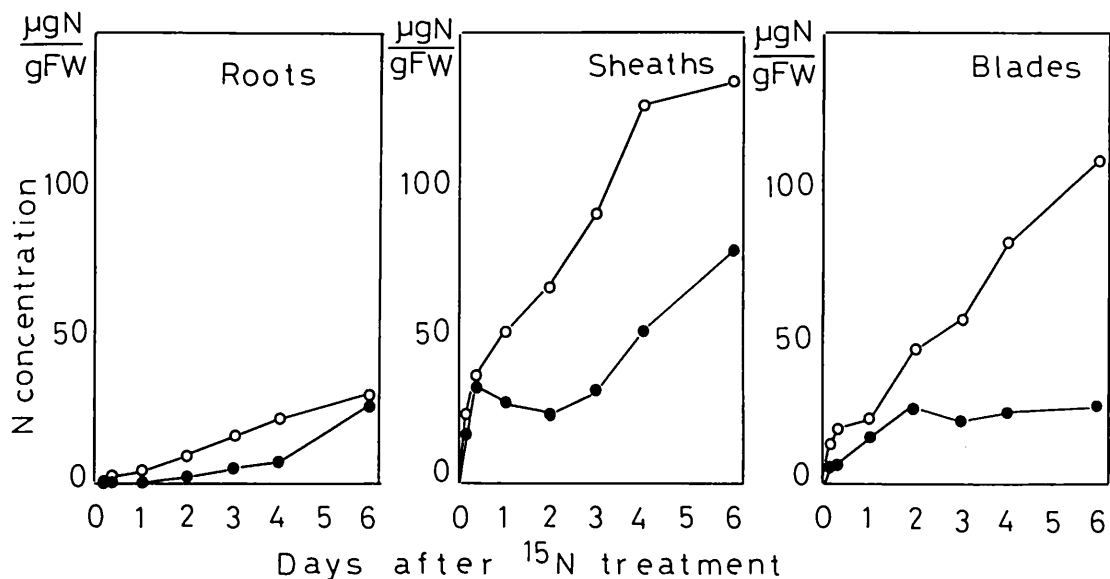 µgN
gFW
Roots
µgN
gFW
Sheaths
µgN
gFW
Blades
N concentration
100
50
0
100
50
0
100
50
0
0 1 2 3 4 5 6
0 1 2 3 4 5 6
0 1 2 3 4 5 6
Days after ¹⁵N treatment